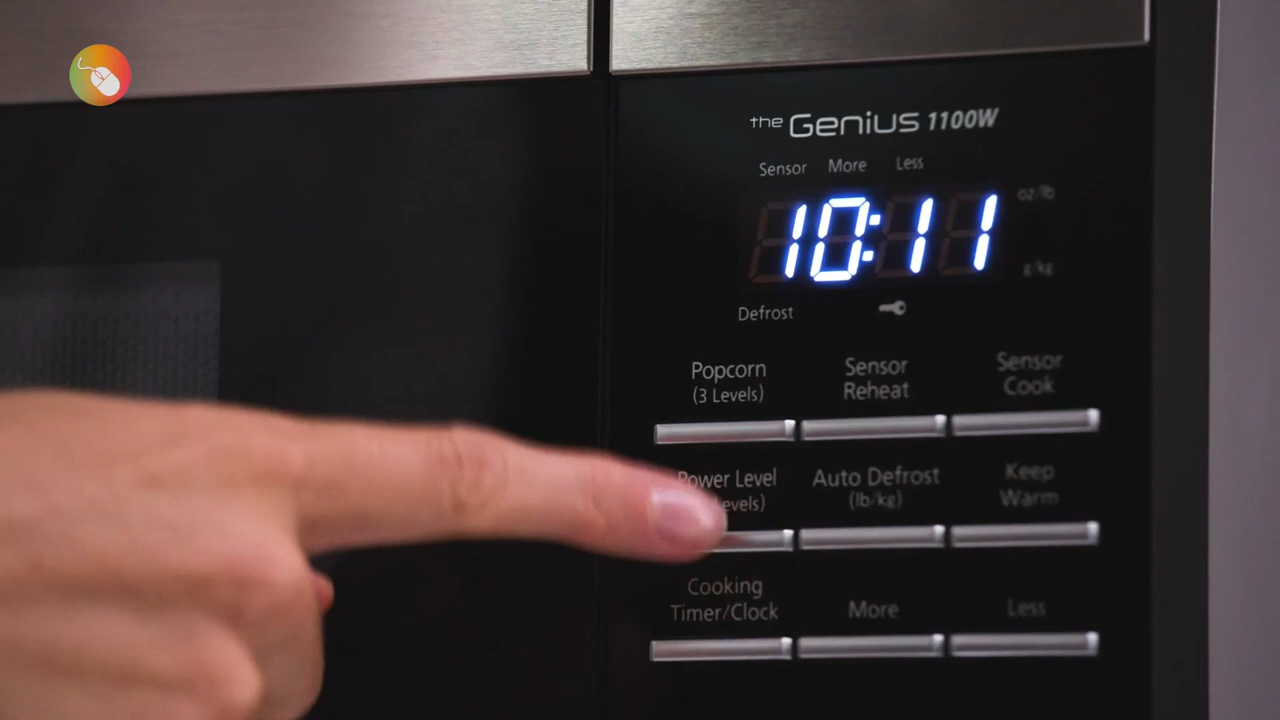 the Genius 1100W
Sensor More Less
oz/lb
10:11
g/kg
Defrost
Popcorn
(3 Levels)
Sensor
Reheat
Sensor
Cook
Power Level
evels)
Auto Defrost
(lb/kg)
Keep
Warm
Cooking
Timer/Clock
More
Less